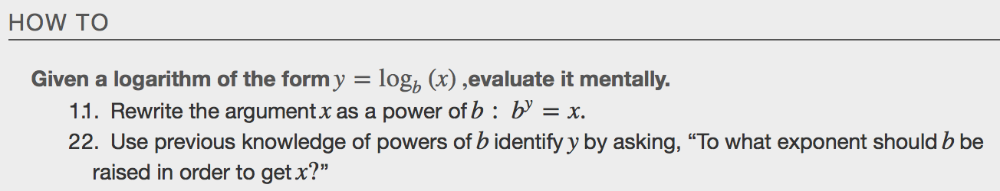 HOW TO
Given a logarithm of the form y = log_b (x) ,evaluate it mentally.
1.1. Rewrite the argument x as a power of b : b^y = x.
22. Use previous knowledge of powers of b identify y by asking, “To what exponent should b be
raised in order to get x?”